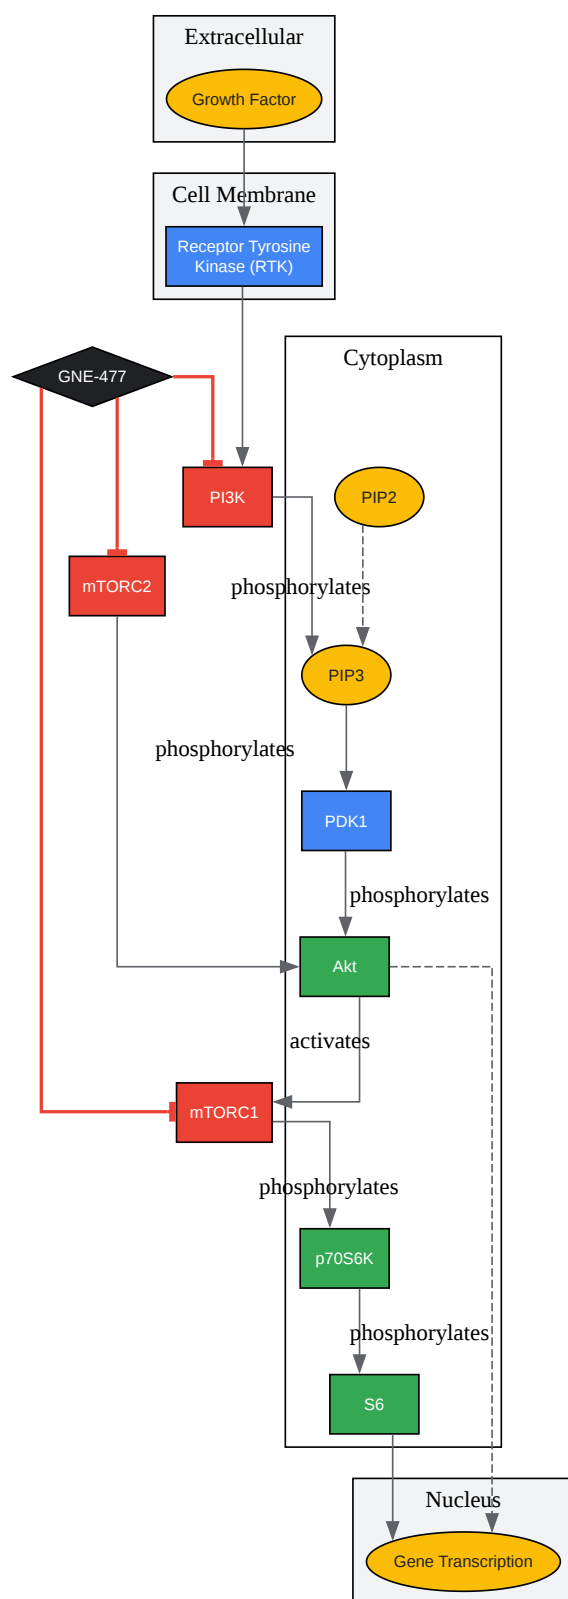 Extracellular
Growth Factor
Cell Membrane
Receptor Tyrosine
Kinase (RTK)
Cytoplasm
GNE-477
PI3K
PIP2
mTORC2
phosphorylates
PIP3
phosphorylates
PDK1
phosphorylates
Akt
activates
mTORC1
phosphorylates
p70S6K
phosphorylates
S6
Nucleus
Gene Transcription